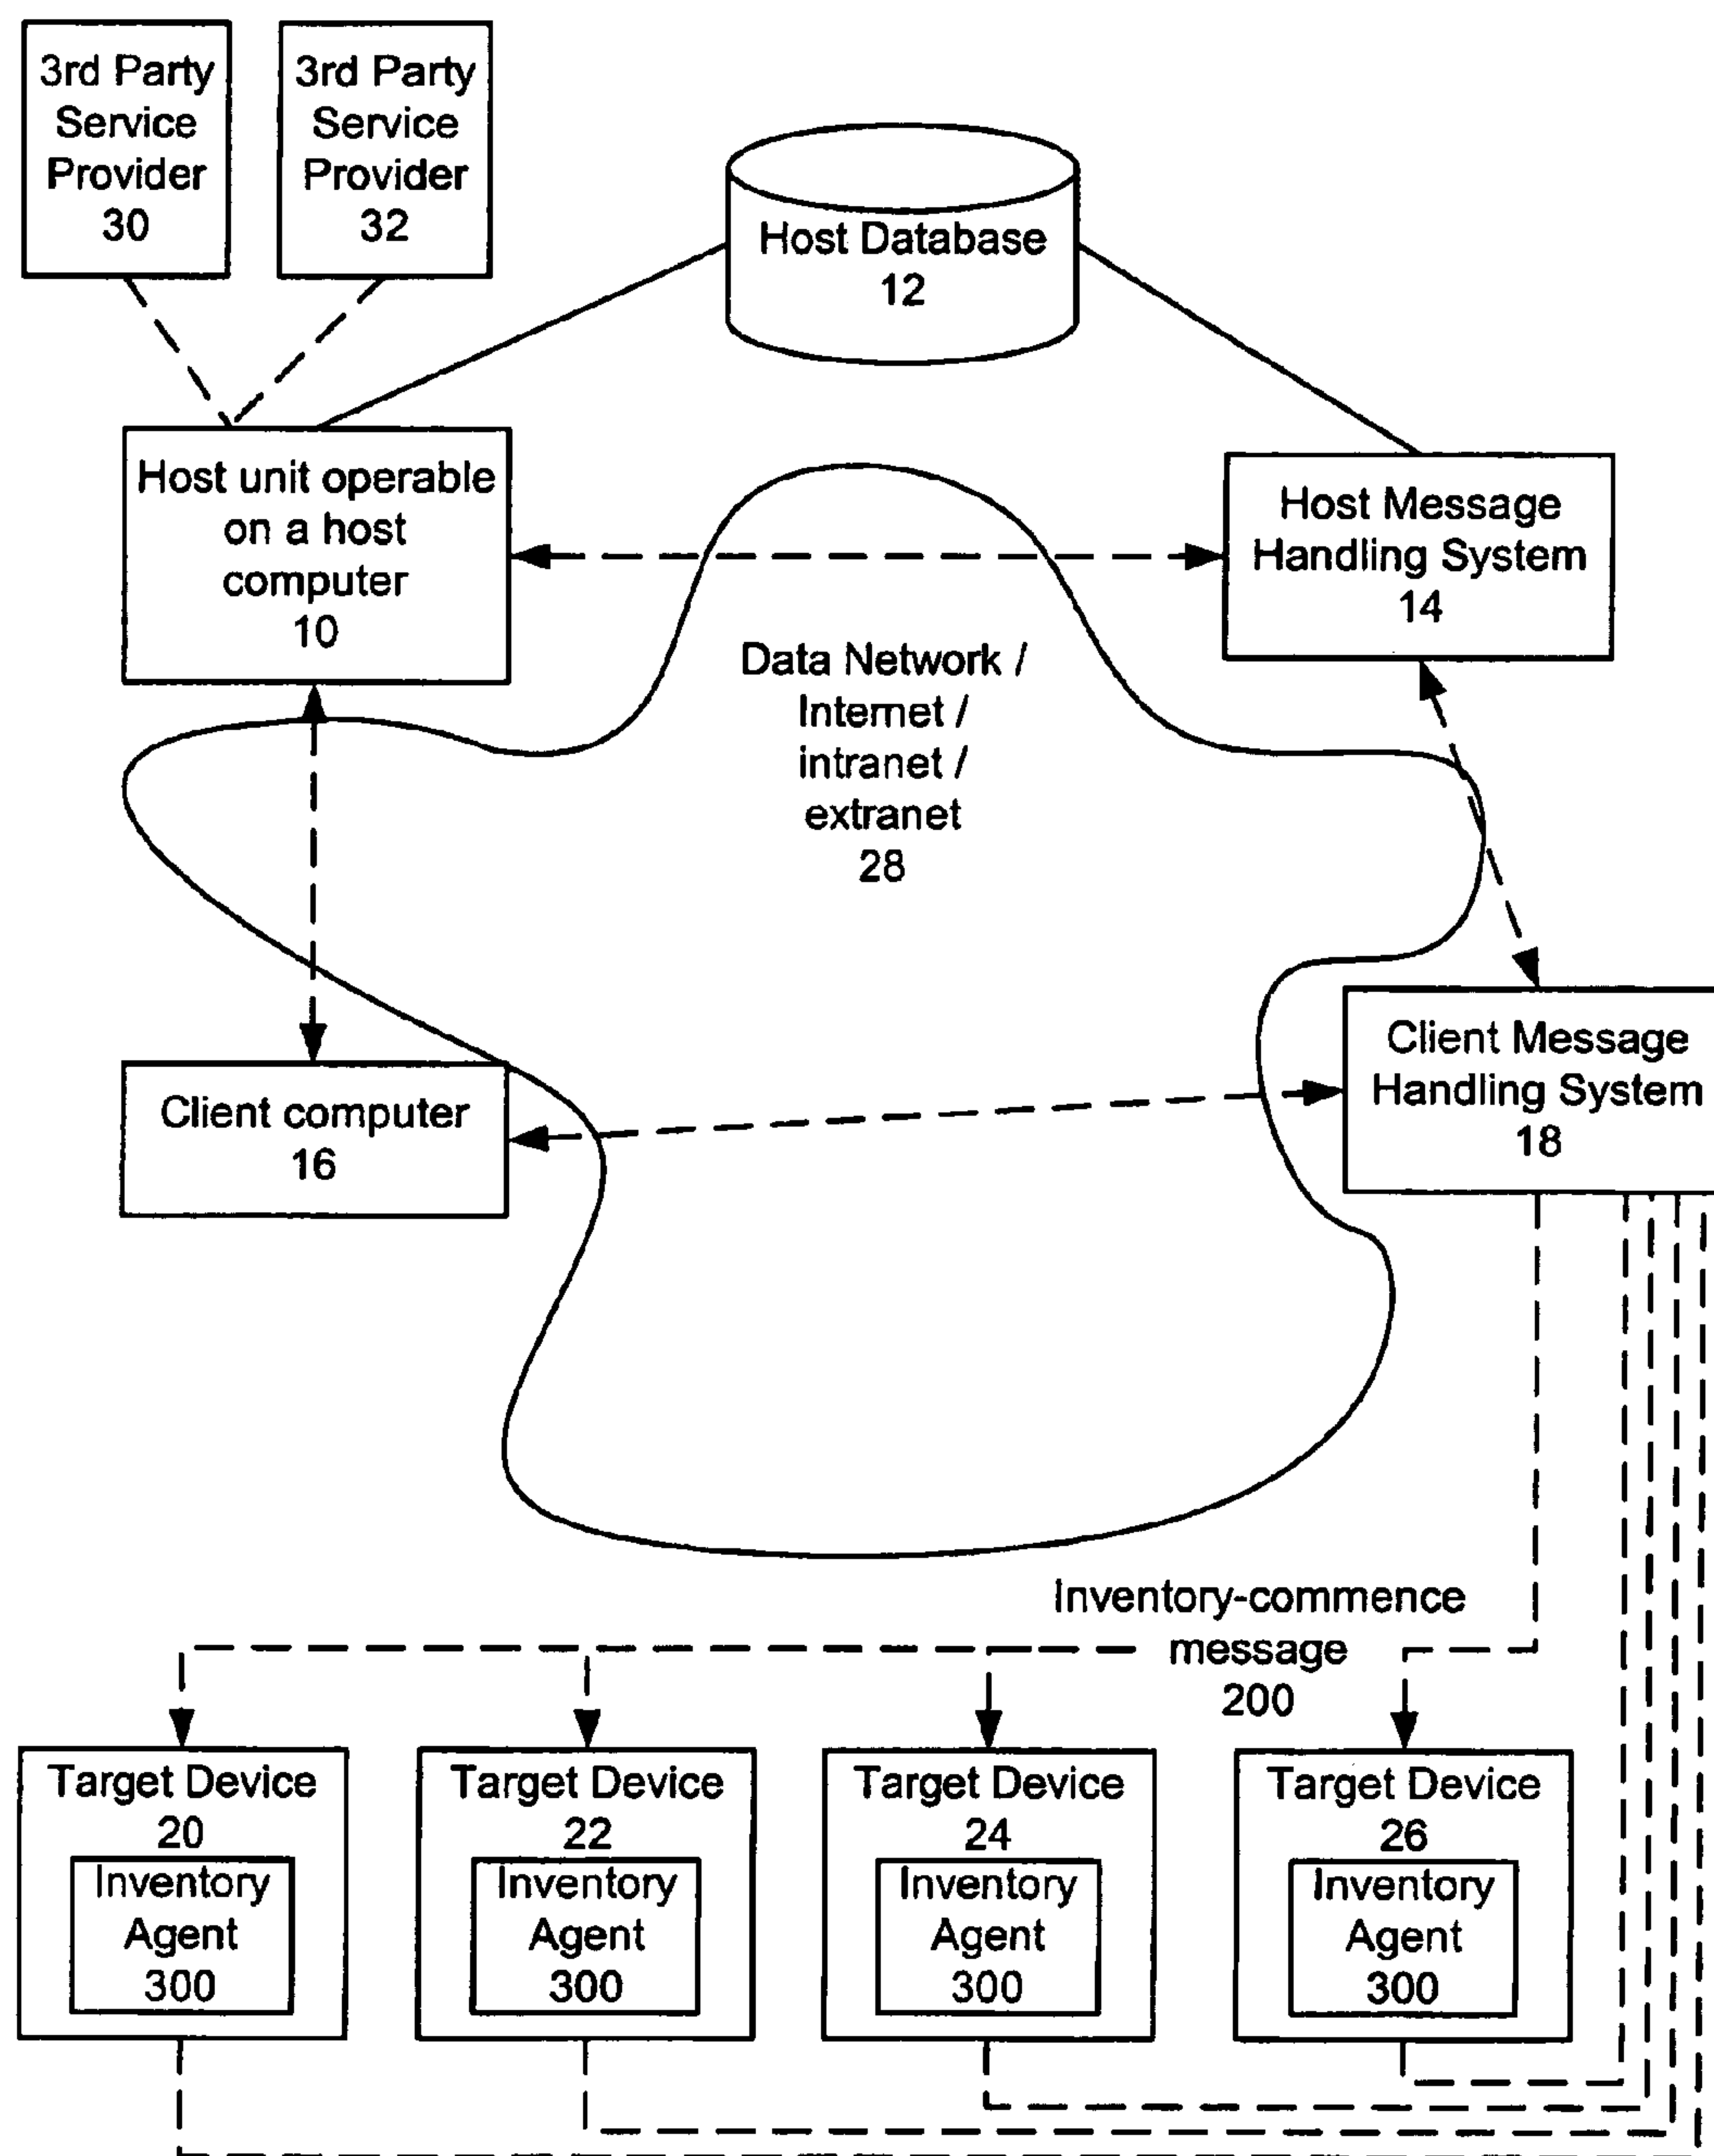 3rd Party
Service
Provider
30
3rd Party
Service
Provider
32
Host Database
12
Host unit operable
on a host
computer
10
Host Message
Handling System
14
Data Network /
Internet /
intranet /
extranet
28
Client Message
Handling System
18
Client computer
16
Inventory-commence
message
200
Target Device
20
Inventory
Agent
300
Target Device
22
Inventory
Agent
300
Target Device
24
Inventory
Agent
300
Target Device
26
Inventory
Agent
300